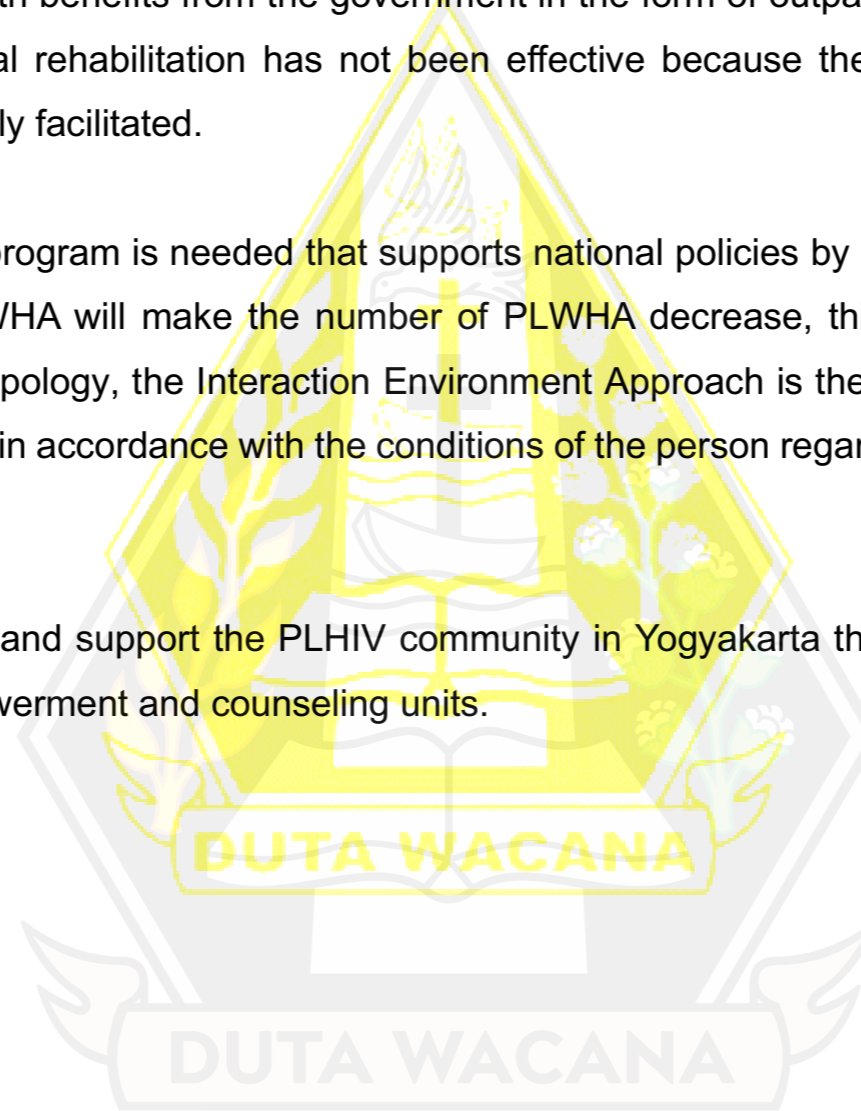 th benefits from the government in the form of outpa
al rehabilitation has not been effective because the
ly facilitated.
program is needed that supports national policies by
WHA will make the number of PLWHA decrease, th
pology, the Interaction Environment Approach is the
in accordance with the conditions of the person regar
and support the PLHIV community in Yogyakarta th
werment and counseling units.
DUTA WACANA
DUTA WACANA